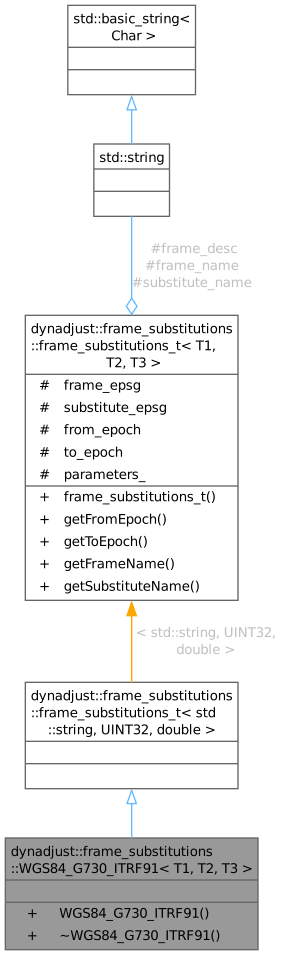 std::basic_string<
Char >
std::string
#frame_desc
#frame_name
#substitute_name
dynadjust::frame_substitutions
::frame_substitutions_t< T1,
T2, T3 >
# frame_epsg
# substitute_epsg
# from_epoch
# to_epoch
# parameters_
+ frame_substitutions_t()
+ getFromEpoch()
+ getToEpoch()
+ getFrameName()
+ getSubstituteName()
< std::string, UINT32,
double >
dynadjust::frame_substitutions
::frame_substitutions_t< std
::string, UINT32, double >
dynadjust::frame_substitutions
::WGS84_G730_ITRF91< T1, T2, T3 >
+ WGS84_G730_ITRF91()
+ ~WGS84_G730_ITRF91()